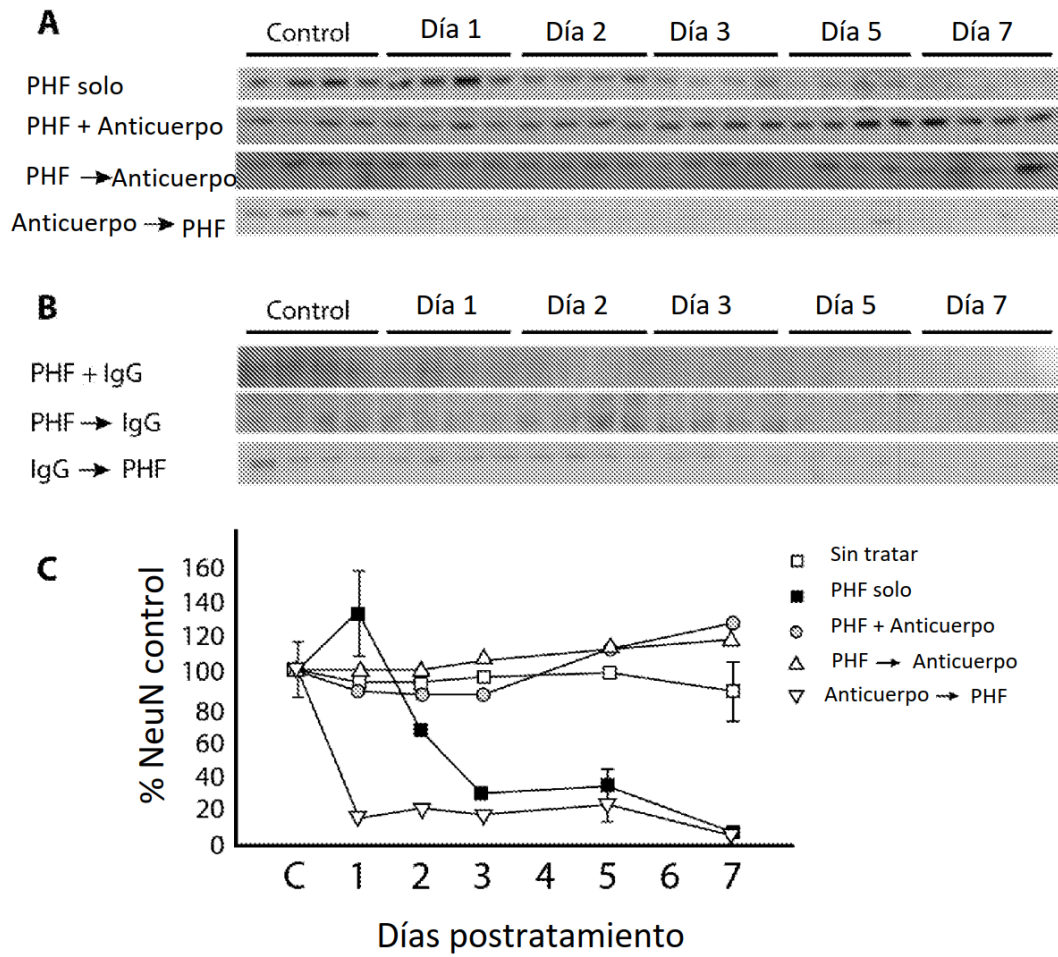 A
Control Día 1 Día 2 Día 3 Día 5 Día 7
PHF solo
PHF + Anticuerpo
PHF → Anticuerpo
Anticuerpo → PHF
B
Control Día 1 Día 2 Día 3 Día 5 Día 7
PHF + IgG
PHF → IgG
IgG → PHF
C
% NeuN control
160
140
120
100
80
60
40
20
0
C 1 2 3 4 5 6 7
Días postratamiento
Sin tratar
PHF solo
PHF + Anticuerpo
PHF → Anticuerpo
Anticuerpo → PHF